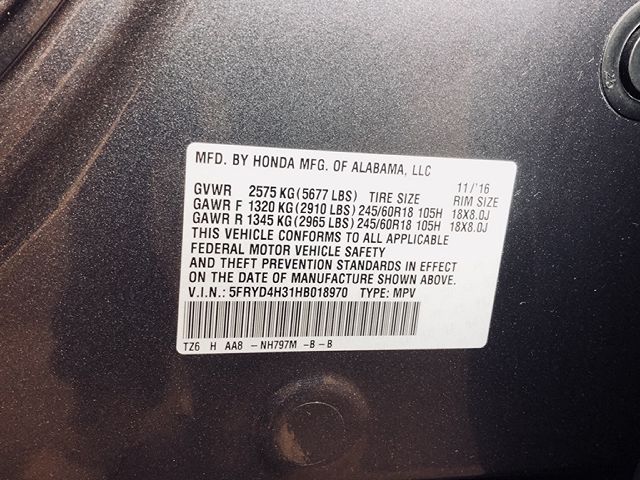 MFD. BY HONDA MFG. OF ALABAMA, LLC
11/'16
GVWR 2575 KG(5677 LBS) TIRE SIZE RIM SIZE
GAWR F 1320 KG(2910 LBS)245/60R18 105H 18X8.0J
GAWR R 1345 KG(2965 LBS)245/60R18 105H 18X8.0J
THIS VEHICLE CONFORMS TO ALL APPLICABLE
FEDERAL MOTOR VEHICLE SAFETY
AND THEFT PREVENTION STANDARDS IN EFFECT
ON THE DATE OF MANUFACTURE SHOWN ABOVE.
V.I.N.: 5FRYD4H31HB018970 TYPE: MPV
TZ6 H AA8 - NH797M -B - B